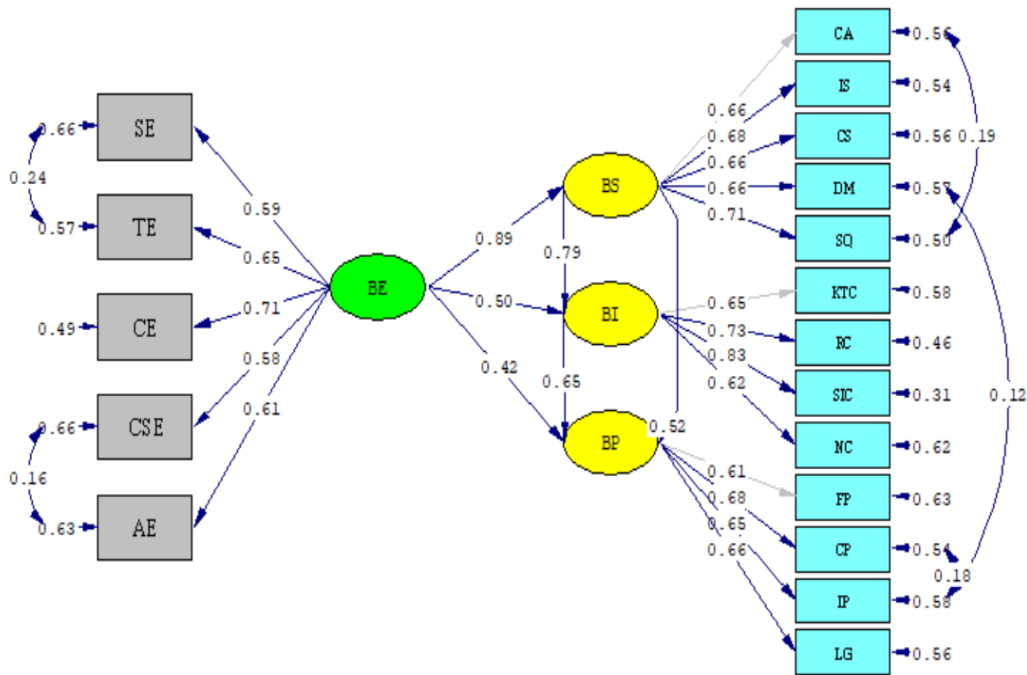 CA
0.56
IS
0.54
0.66
0.68
CS
0.56
0.19
0.66
SE
0.66
0.24
BS
0.66
DM
0.57
0.71
SQ
0.50
0.59
TE
0.57
0.89
0.79
0.65
BE
KTC
0.58
0.65
0.50
BI
0.73
RC
0.46
0.71
CE
0.49
0.83
0.58
0.42
0.65
0.62
SIC
0.31
0.12
0.61
CSE
0.66
0.52
BP
NC
0.62
0.16
0.61
FP
0.63
0.68
AE
0.63
0.65
0.66
CP
0.54
0.18
IP
0.58
LG
0.56